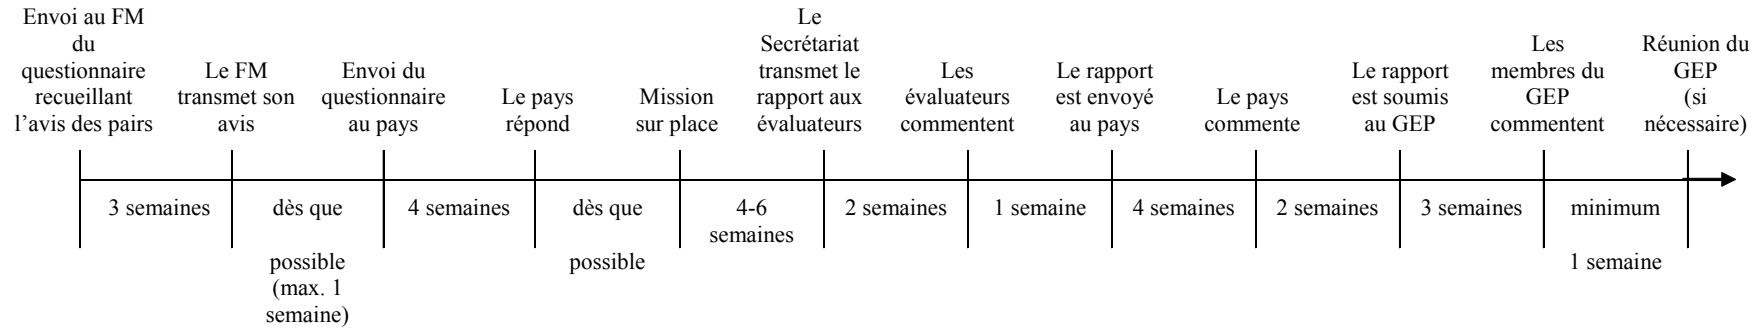 Envoi au FM
du
questionnaire
recueillant
l’avis des pairs
Le FM
transmet son
avis
Envoi du
questionnaire
au pays
Le pays
répond
Mission
sur place
Le
Secrétariat
transmet le
rapport aux
évaluateurs
Les
évaluateurs
commentent
Le rapport
est envoyé
au pays
Le pays
commente
Le rapport
est soumis
au GEP
Les
membres du
GEP
commentent
Réunion du
GEP
(si
nécessaire)
3 semaines
dès que
possible
(max. 1
semaine)
4 semaines
dès que
possible
4-6
semaines
2 semaines
1 semaine
4 semaines
2 semaines
3 semaines
minimum
1 semaine